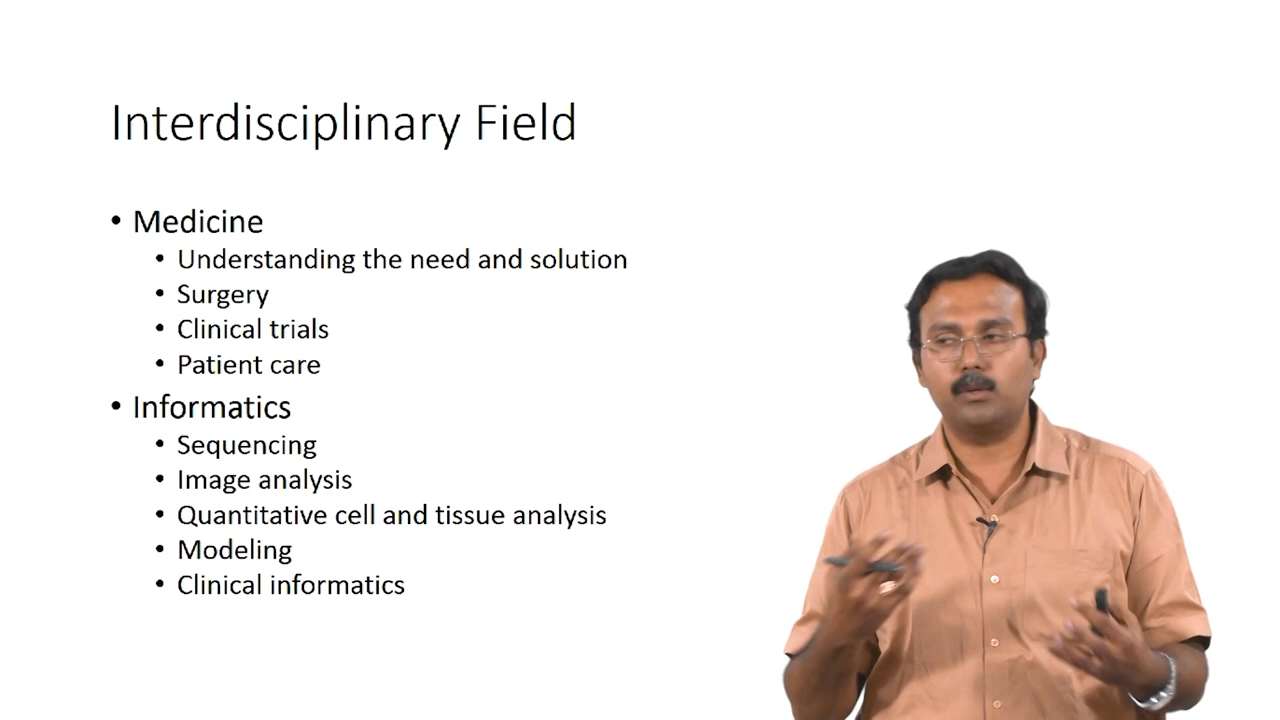 Interdisciplinary Field
• Medicine
• Understanding the need and solution
• Surgery
• Clinical trials
• Patient care
• Informatics
• Sequencing
• Image analysis
• Quantitative cell and tissue analysis
• Modeling
• Clinical informatics